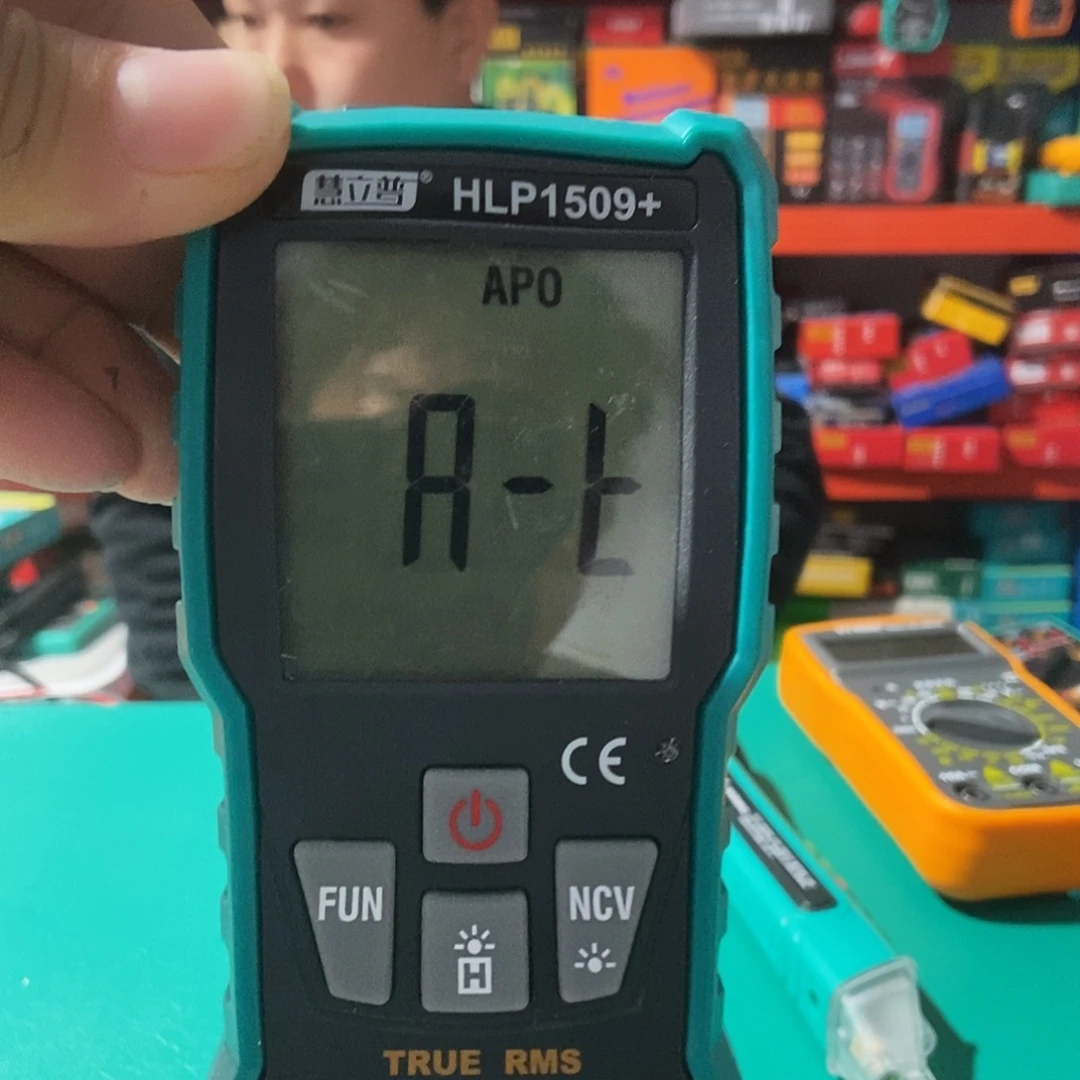 慧立普® HLP1509+
APO
A-t
CE
FUN
NCV
H
TRUE RMS